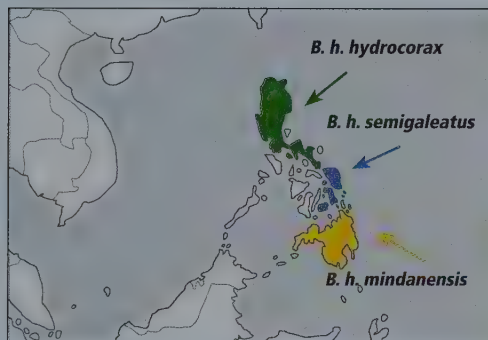 B. h. hydrocorax
B. h. semigaleatus
B. h. mindanensis